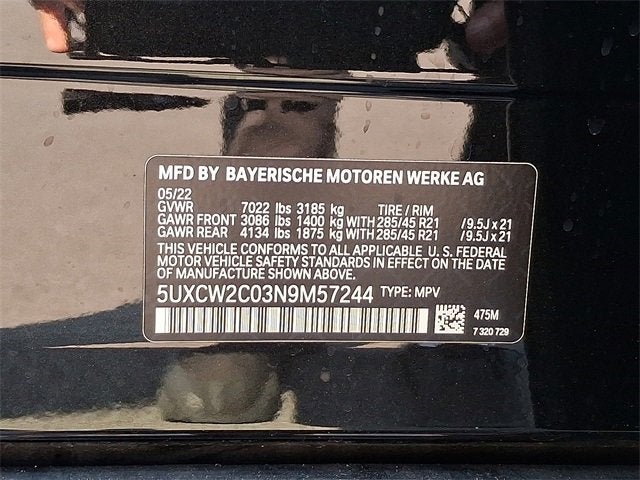 MFD BY BAYERISCHE MOTOREN WERKE AG
05/22
GVWR 7022 lbs 3185 kg TIRE / RIM
GAWR FRONT 3086 lbs 1400 kg WITH 285/45 R21 /9.5J x 21
GAWR REAR 4134 lbs 1875 kg WITH 285/45 R21 /9.5J x 21
THIS VEHICLE CONFORMS TO ALL APPLICABLE U. S. FEDERAL
MOTOR VEHICLE SAFETY STANDARDS IN EFFECT ON THE DATE
OF MANUFACTURE SHOWN ABOVE.
5UXCW2C03N9M57244 TYPE: MPV
475M
7 320 729